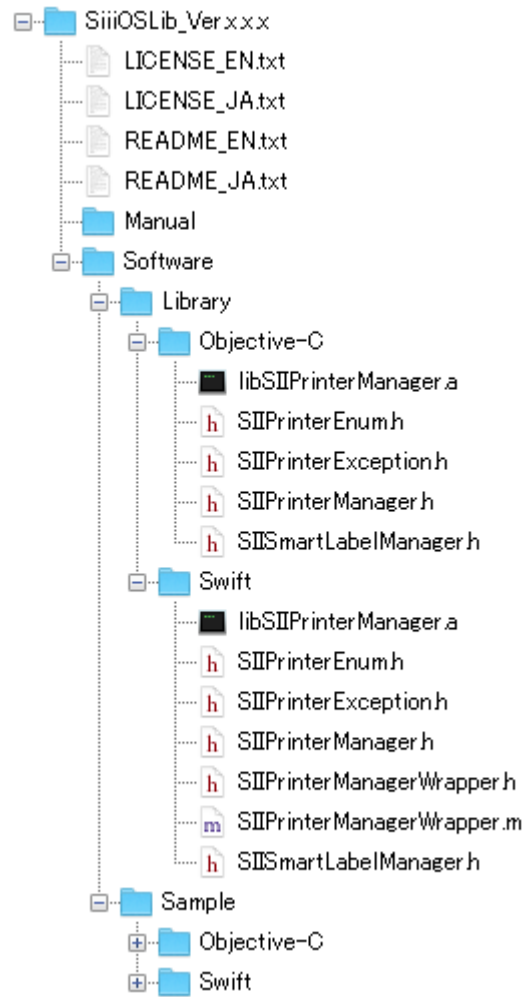 SiiiOSLib_Ver.x.x.x
LICENSE_EN.txt
LICENSE_JA.txt
README_EN.txt
README_JA.txt
Manual
Software
Library
Objective-C
libSIIPrinterManager.a
h SIIPrinterEnum.h
h SIIPrinterException.h
h SIIPrinterManager.h
h SIISmartLabelManager.h
Swift
libSIIPrinterManager.a
h SIIPrinterEnum.h
h SIIPrinterException.h
h SIIPrinterManager.h
h SIIPrinterManagerWrapper.h
m SIIPrinterManagerWrapper.m
h SIISmartLabelManager.h
Sample
Objective-C
Swift